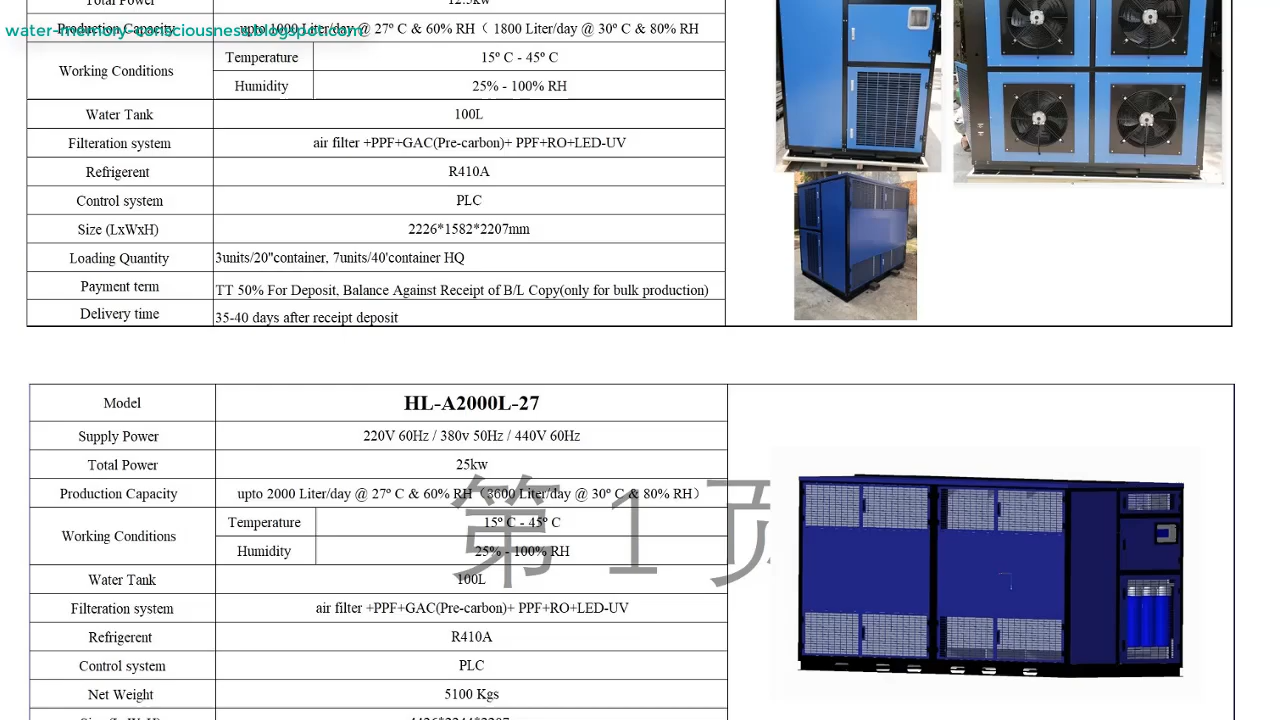 Total Power 12.5kw
water-memory-consciousness.blogspot.com
Production Capacity upto 1000 Liter/day @ 27º C & 60% RH（ 1800 Liter/day @ 30º C & 80% RH
Working Conditions Temperature 15º C - 45º C
Humidity 25% - 100% RH
Water Tank 100L
Filteration system air filter +PPF+GAC(Pre-carbon)+ PPF+RO+LED-UV
Refrigerent R410A
Control system PLC
Size (LxWxH) 2226*1582*2207mm
Loading Quantity 3units/20"container, 7units/40'container HQ
Payment term TT 50% For Deposit, Balance Against Receipt of B/L Copy(only for bulk production)
Delivery time 35-40 days after receipt deposit
Model HL-A2000L-27
Supply Power 220V 60Hz / 380v 50Hz / 440V 60Hz
Total Power 25kw
Production Capacity upto 2000 Liter/day @ 27º C & 60% RH（3600 Liter/day @ 30º C & 80% RH）
第 1 页
Working Conditions Temperature 15º C - 45º C
Humidity 25% - 100% RH
Water Tank 100L
Filteration system air filter +PPF+GAC(Pre-carbon)+ PPF+RO+LED-UV
Refrigerent R410A
Control system PLC
Net Weight 5100 Kgs